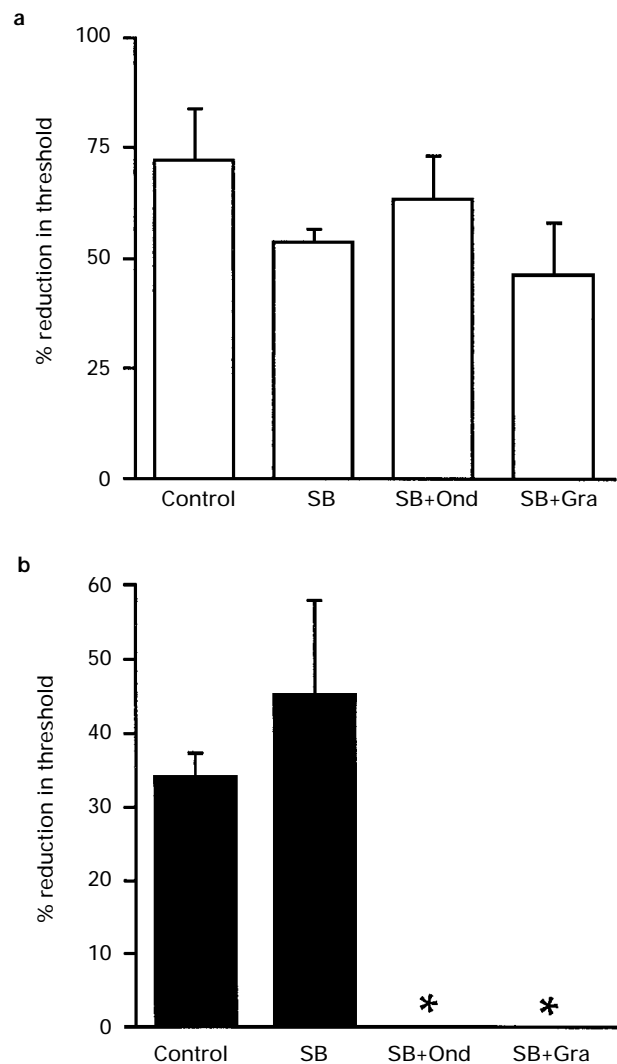 a
100
75
50
25
0
% reduction in threshold
Control SB SB+Ond SB+Gra
b
60
50
40
30
20
10
0
% reduction in threshold
* *
Control SB SB+Ond SB+Gra